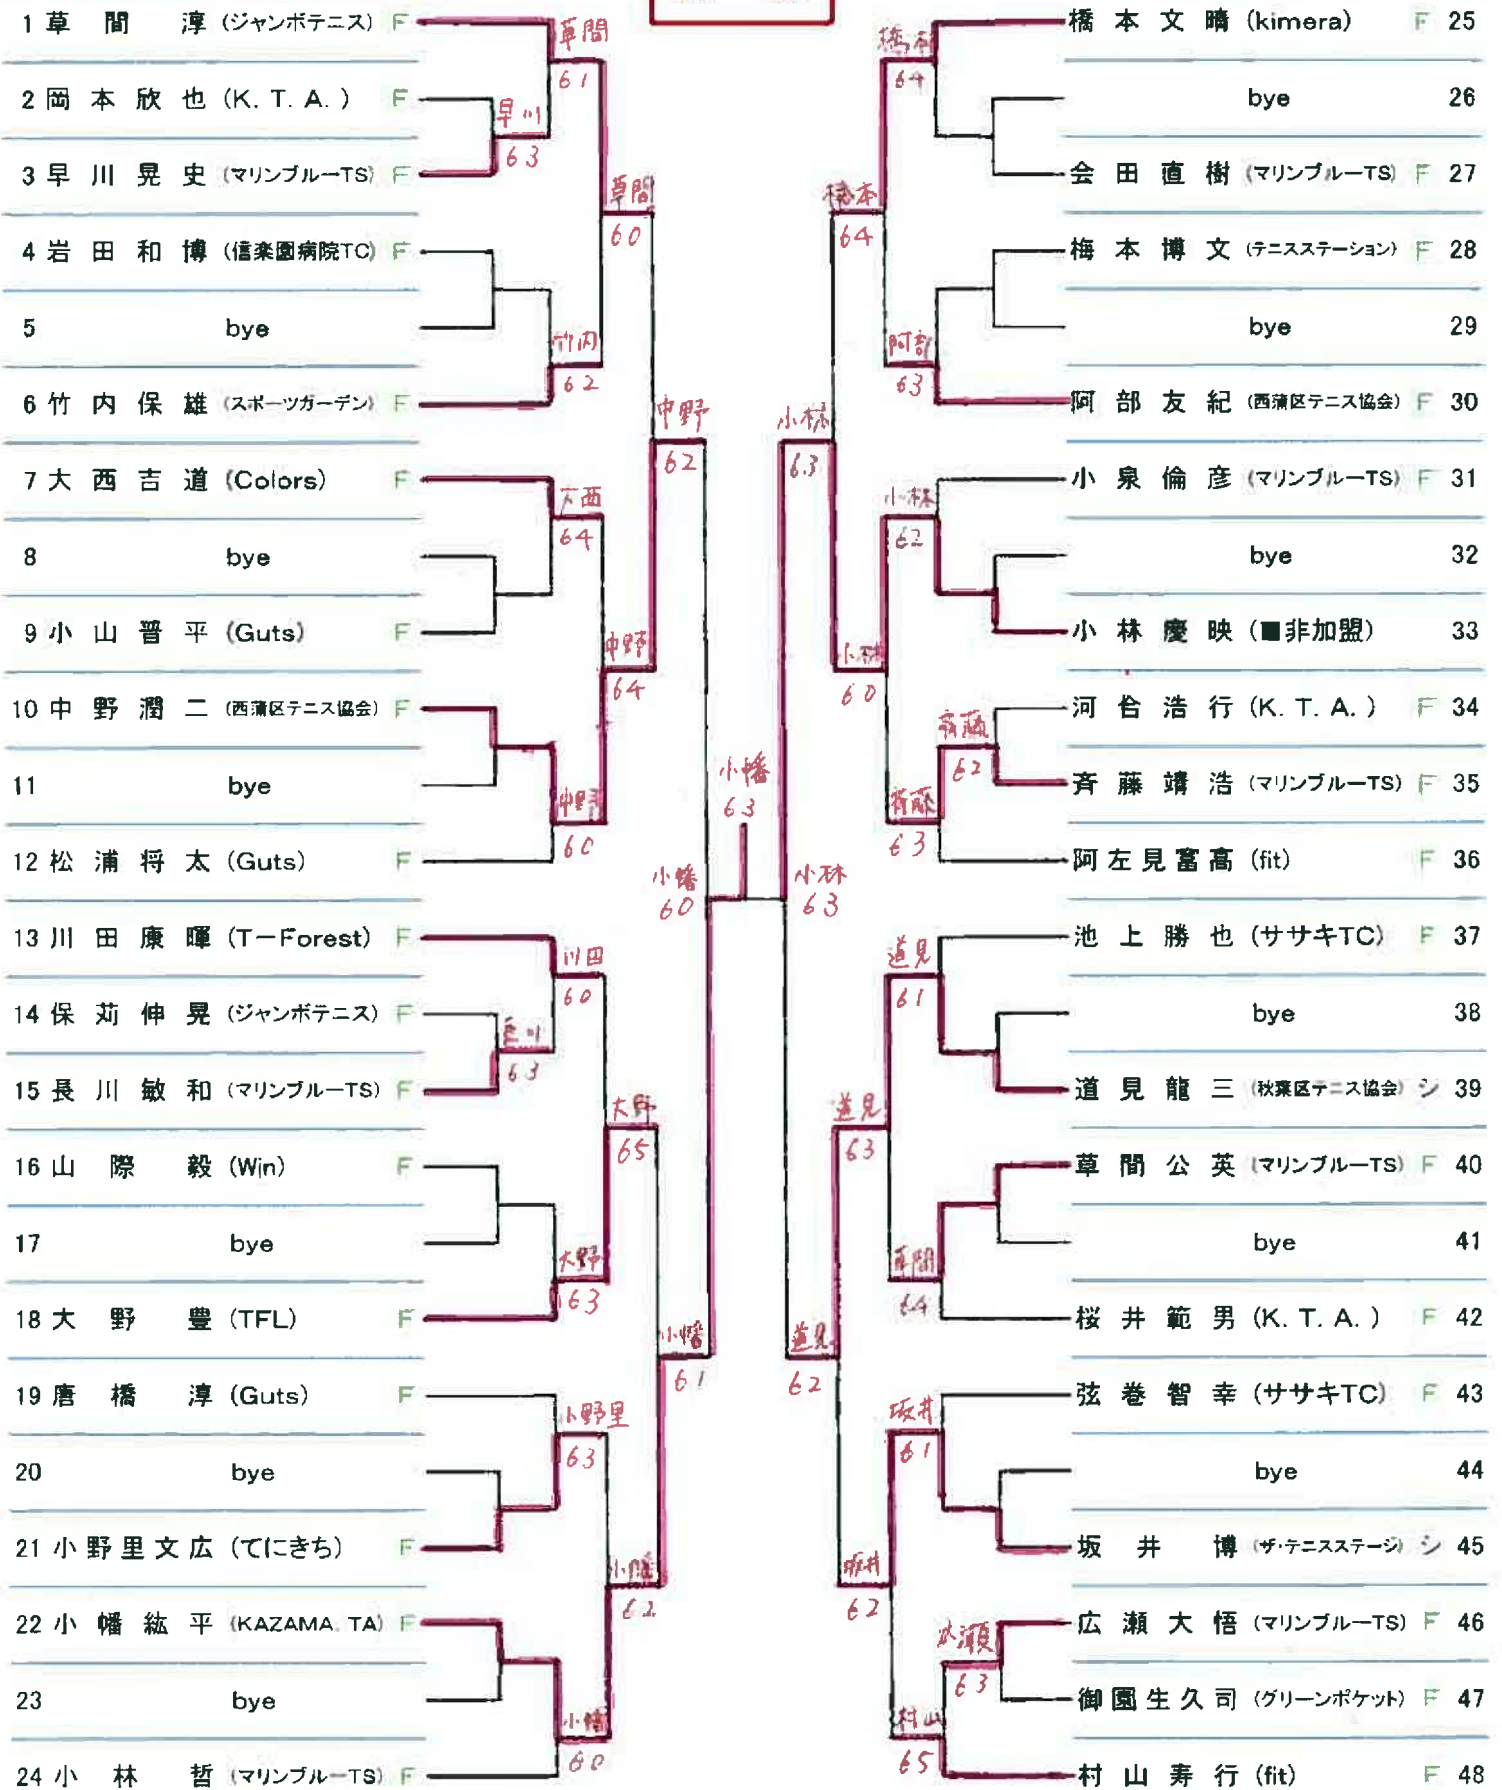 1 草間 淳 (ジャンボテニス) F
2 岡本欣也 (K.T.A.) F
3 早川晃史 (マリンブルーTS) F
4 岩田和博 (信楽園病院TC) F
5 bye
6 竹内保雄 (スポーツガーデン) F
7 大西吉道 (Colors) F
8 bye
9 小山晋平 (Guts) F
10 中野潤二 (西蒲区テニス協会) F
11 bye
12 松浦将太 (Guts) F
13 川田康暉 (T-Forest) F
14 保苅伸晃 (ジャンボテニス) F
15 長川敏和 (マリンブルーTS) F
16 山際 毅 (Win) F
17 bye
18 大野 豊 (TFL) F
19 唐橋 淳 (Guts) F
20 bye
21 小野里文広 (てにきち) F
22 小幡紘平 (KAZAMA.TA) F
23 bye
24 小林 哲 (マリンブルーTS) F
早川
63
草間
61
竹内
62
大西
64
中野
60
長川
63
川田
60
大野
63
小野里
63
小幡
60
草間
60
中野
64
大野
65
小幡
62
中野
62
小幡
61
小幡
60
小幡
63
小林
63
小林
63
道見
62
橋本
64
小林
60
道見
63
坂井
62
橋本
64
阿部
63
小林
62
斉藤
62
斉藤
63
道見
61
草間
64
坂井
61
広瀬
63
村山
65
橋本文晴 (kimera) F 25
bye 26
会田直樹 (マリンブルーTS) F 27
梅本博文 (テニスステーション) F 28
bye 29
阿部友紀 (西蒲区テニス協会) F 30
小泉倫彦 (マリンブルーTS) F 31
bye 32
小林慶映 (■非加盟) 33
河合浩行 (K.T.A.) F 34
斉藤靖浩 (マリンブルーTS) F 35
阿左見富高 (fit) F 36
池上勝也 (ササキTC) F 37
bye 38
道見龍三 (秋葉区テニス協会) シ 39
草間公英 (マリンブルーTS) F 40
bye 41
桜井範男 (K.T.A.) F 42
弦巻智幸 (ササキTC) F 43
bye 44
坂井 博 (ザ・テニスステージ) シ 45
広瀬大悟 (マリンブルーTS) F 46
御園生久司 (グリーンポケット) F 47
村山寿行 (fit) F 48